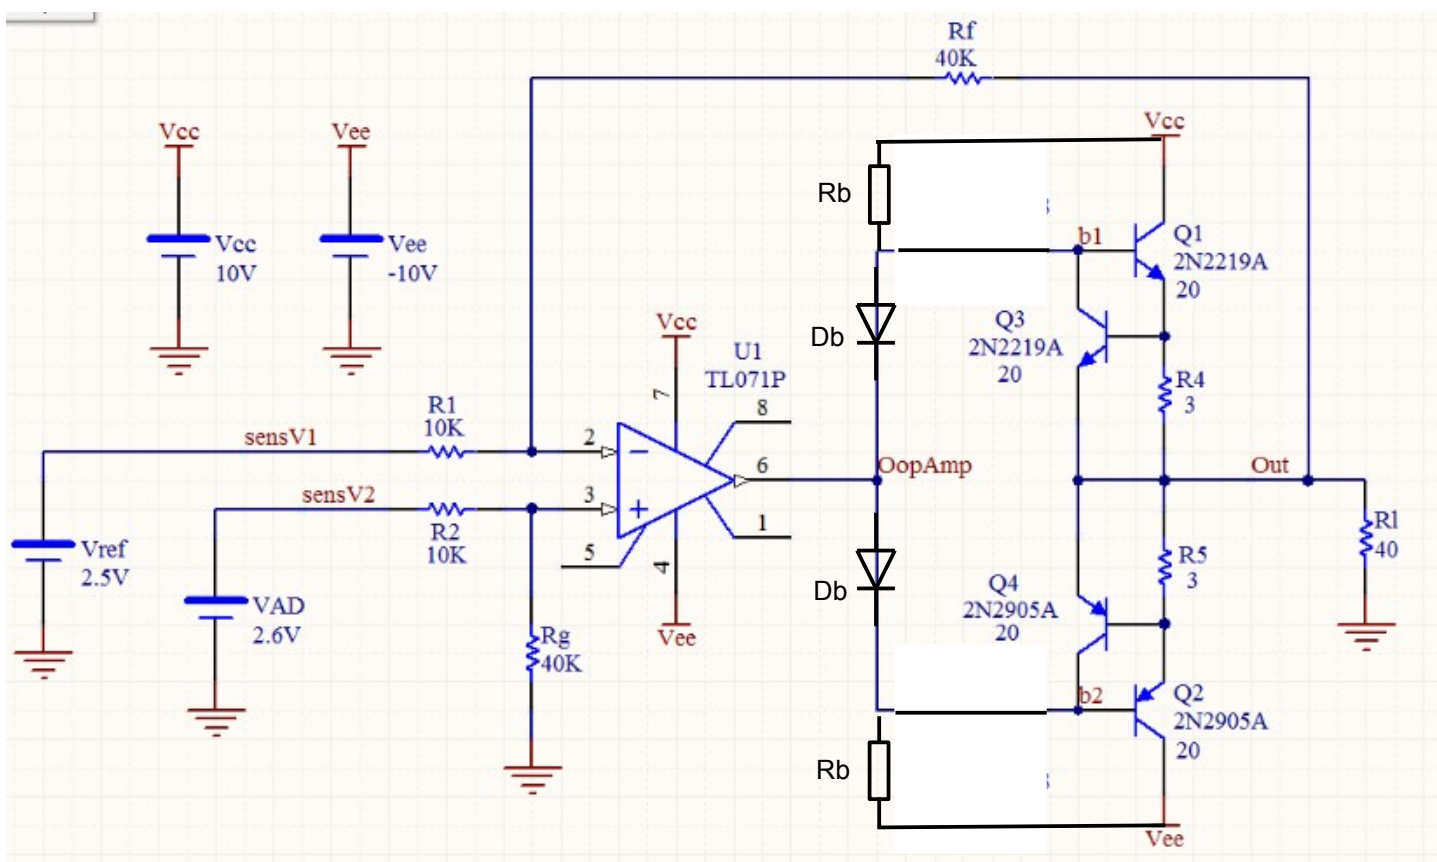 Rf
40K
Vcc
Vee
Vcc
Rb
Vcc
10V
Vee
-10V
b1
Q1
2N2219A
20
Q3
2N2219A
20
Db
Vcc
7
U1
TL071P
8
R4
3
R1
10K
sensV1
2
6
OopAmp
Out
sensV2
3
R2
10K
1
5
4
Vee
Vref
2.5V
VAD
2.6V
Rg
40K
Db
Q4
2N2905A
20
R5
3
Rl
40
b2
Q2
2N2905A
20
Rb
Vee